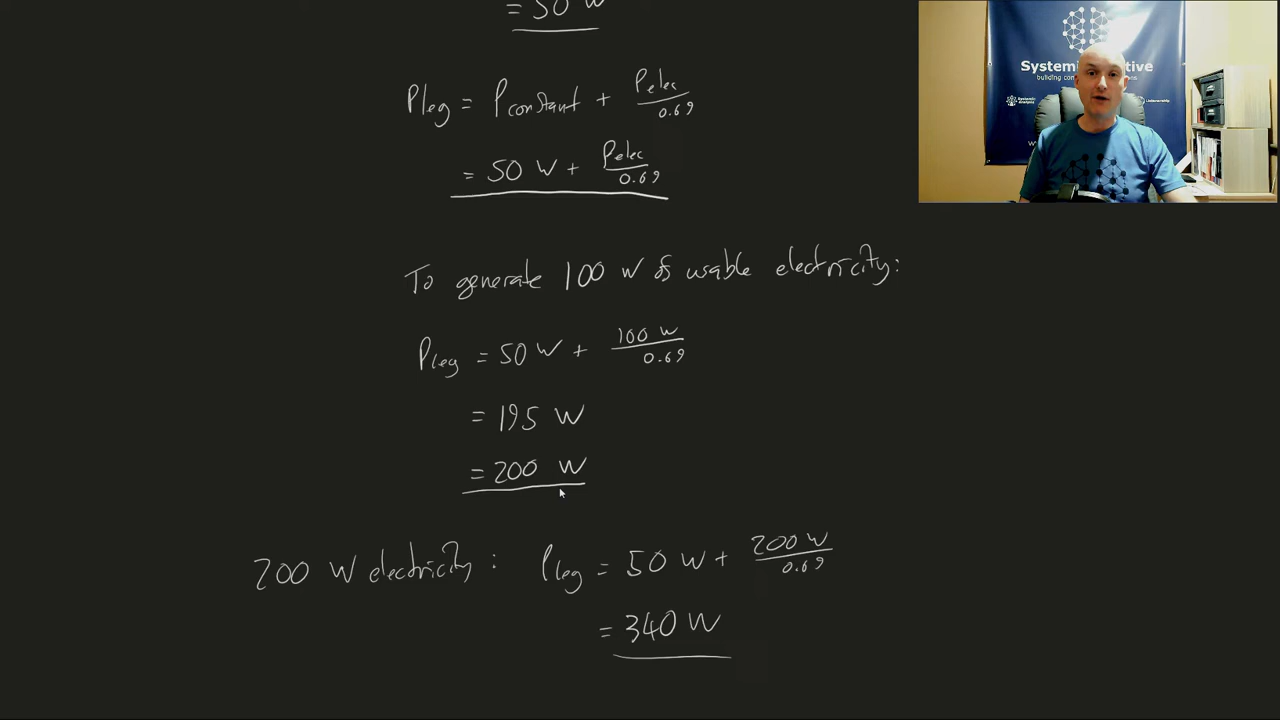 = 50 W
Pleg = Pconstant + Pelec/0.69
= 50 W + Pelec/0.69
To generate 100 W of usable electricity:
Pleg = 50 W + 100 W/0.69
= 195 W
= 200 W
200 W electricity: Pleg = 50 W + 200 W/0.69
= 340 W